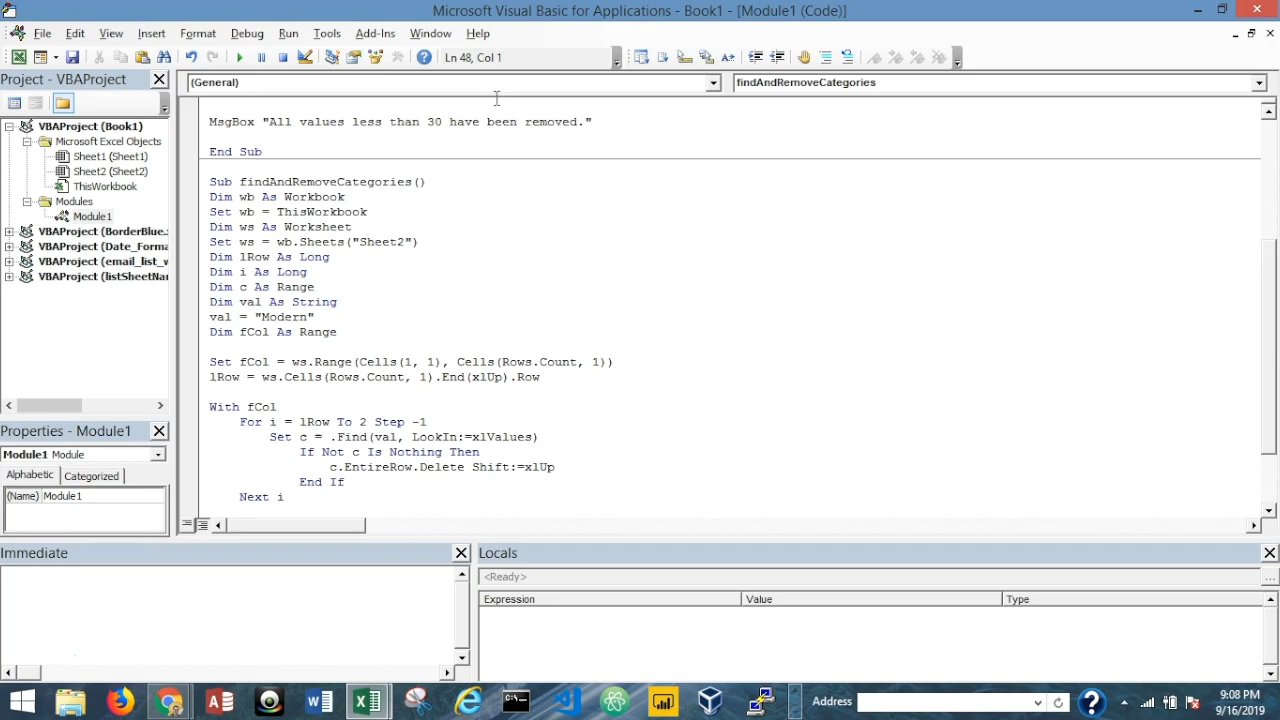 Microsoft Visual Basic for Applications - Book1 - [Module1 (Code)]
File Edit View Insert Format Debug Run Tools Add-Ins Window Help
Ln 48, Col 1
Project - VBAProject
(General)
findAndRemoveCategories
VBAProject (Book1)
Microsoft Excel Objects
Sheet1 (Sheet1)
Sheet2 (Sheet2)
ThisWorkbook
Modules
Module1
VBAProject (BorderBlue.x
VBAProject (Date_Forma
VBAProject (email_list_w
VBAProject (listSheetNar
Properties - Module1
Module1 Module
Alphabetic Categorized
(Name) Module1
MsgBox "All values less than 30 have been removed."
End Sub
Sub findAndRemoveCategories()
Dim wb As Workbook
Set wb = ThisWorkbook
Dim ws As Worksheet
Set ws = wb.Sheets("Sheet2")
Dim lRow As Long
Dim i As Long
Dim c As Range
Dim val As String
val = "Modern"
Dim fCol As Range
Set fCol = ws.Range(Cells(1, 1), Cells(Rows.Count, 1))
lRow = ws.Cells(Rows.Count, 1).End(xlUp).Row
With fCol
For i = lRow To 2 Step -1
Set c = .Find(val, LookIn:=xlValues)
If Not c Is Nothing Then
c.EntireRow.Delete Shift:=xlUp
End If
Next i
Immediate
Locals
<Ready>
Expression Value Type
Address
9:08 PM
9/16/2019